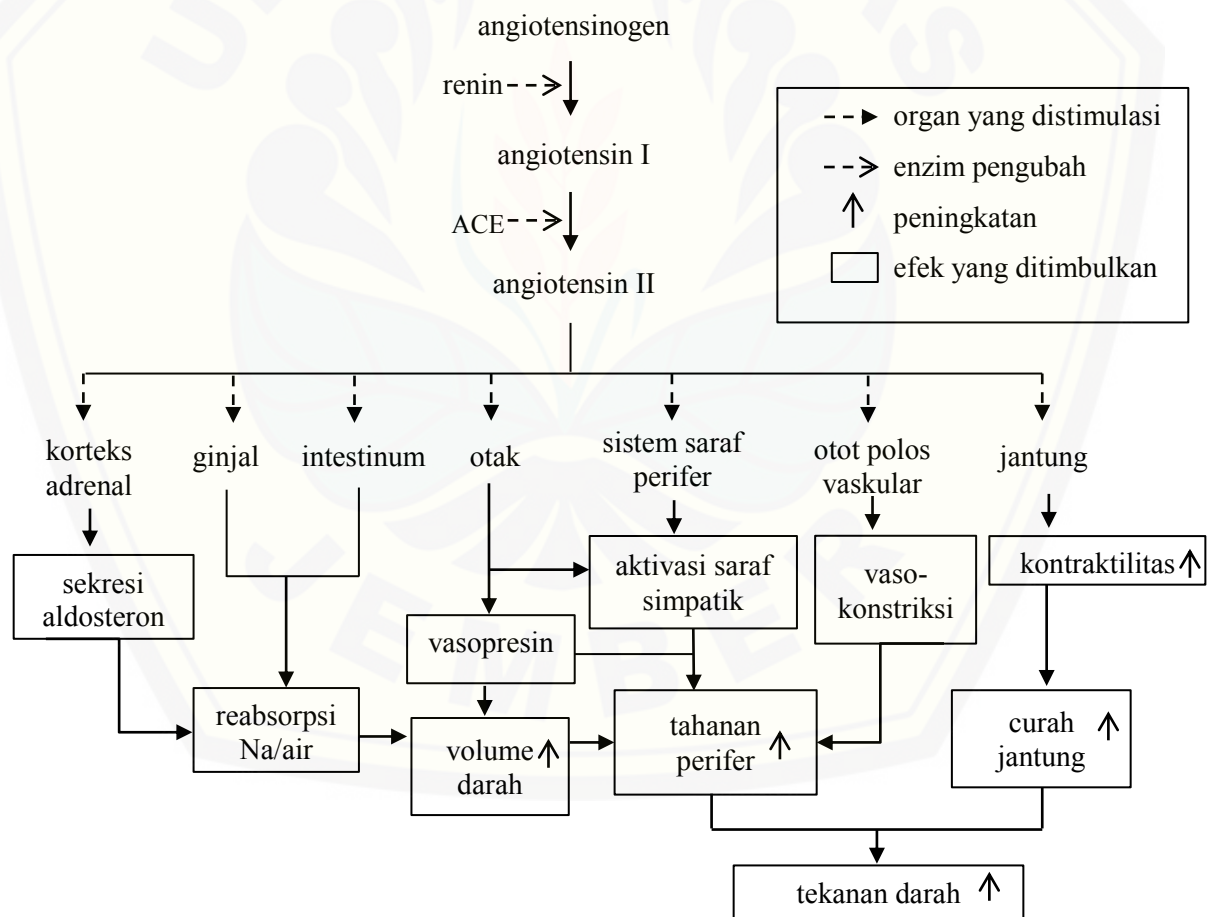 angiotensinogen
renin
angiotensin I
ACE
angiotensin II
organ yang distimulasi
enzim pengubah
peningkatan
efek yang ditimbulkan
korteks
adrenal
ginjal
intestinum
otak
sistem saraf
perifer
otot polos
vaskular
jantung
sekresi
aldosteron
aktivasi saraf
simpatik
vaso-
konstriksi
kontraktilitas
vasopresin
reabsorpsi
Na/air
volume
darah
tahanan
perifer
curah
jantung
tekanan darah
JEMBER